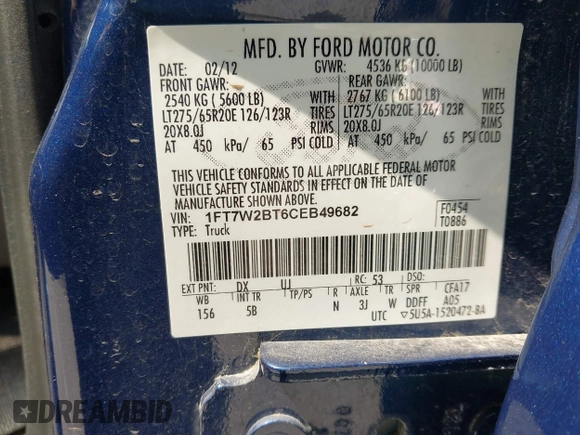 MFD. BY FORD MOTOR CO.
DATE: 02/12 GVWR: 4536 KG (10000 LB)
FRONT GAWR: REAR GAWR:
2540 KG ( 5600 LB) WITH 2767 KG ( 6100 LB) WITH
LT275/65R20E 126/123R TIRES LT275/65R20E 126/123R TIRES
20X8.0J RIMS 20X8.0J RIMS
AT 450 kPa/ 65 PSI COLD AT 450 kPa/ 65 PSI COLD
THIS VEHICLE CONFORMS TO ALL APPLICABLE FEDERAL MOTOR
VEHICLE SAFETY STANDARDS IN EFFECT ON THE DATE OF
MANUFACTURE SHOWN ABOVE.
VIN: 1FT7W2BT6CEB49682 F0454
TYPE: Truck T0886
EXT PNT: DX UJ RC: 53 DSO:
WB INT TR TP/PS R AXLE TR SPR CFA17
156 5B N 3J W DDFF A05
UTC ▽5U5A-1520472-BA
DREAMBID